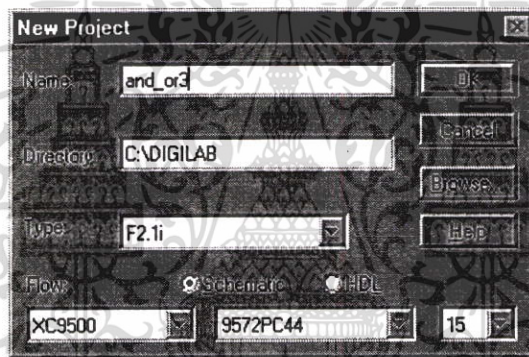 New Project
Name: and_or3 Ok
Cancel
Directory: C:\DIGILAB
Browse...
Type: F2.1i Help
Flow: Schematic HDL
XC9500 9572PC44 15